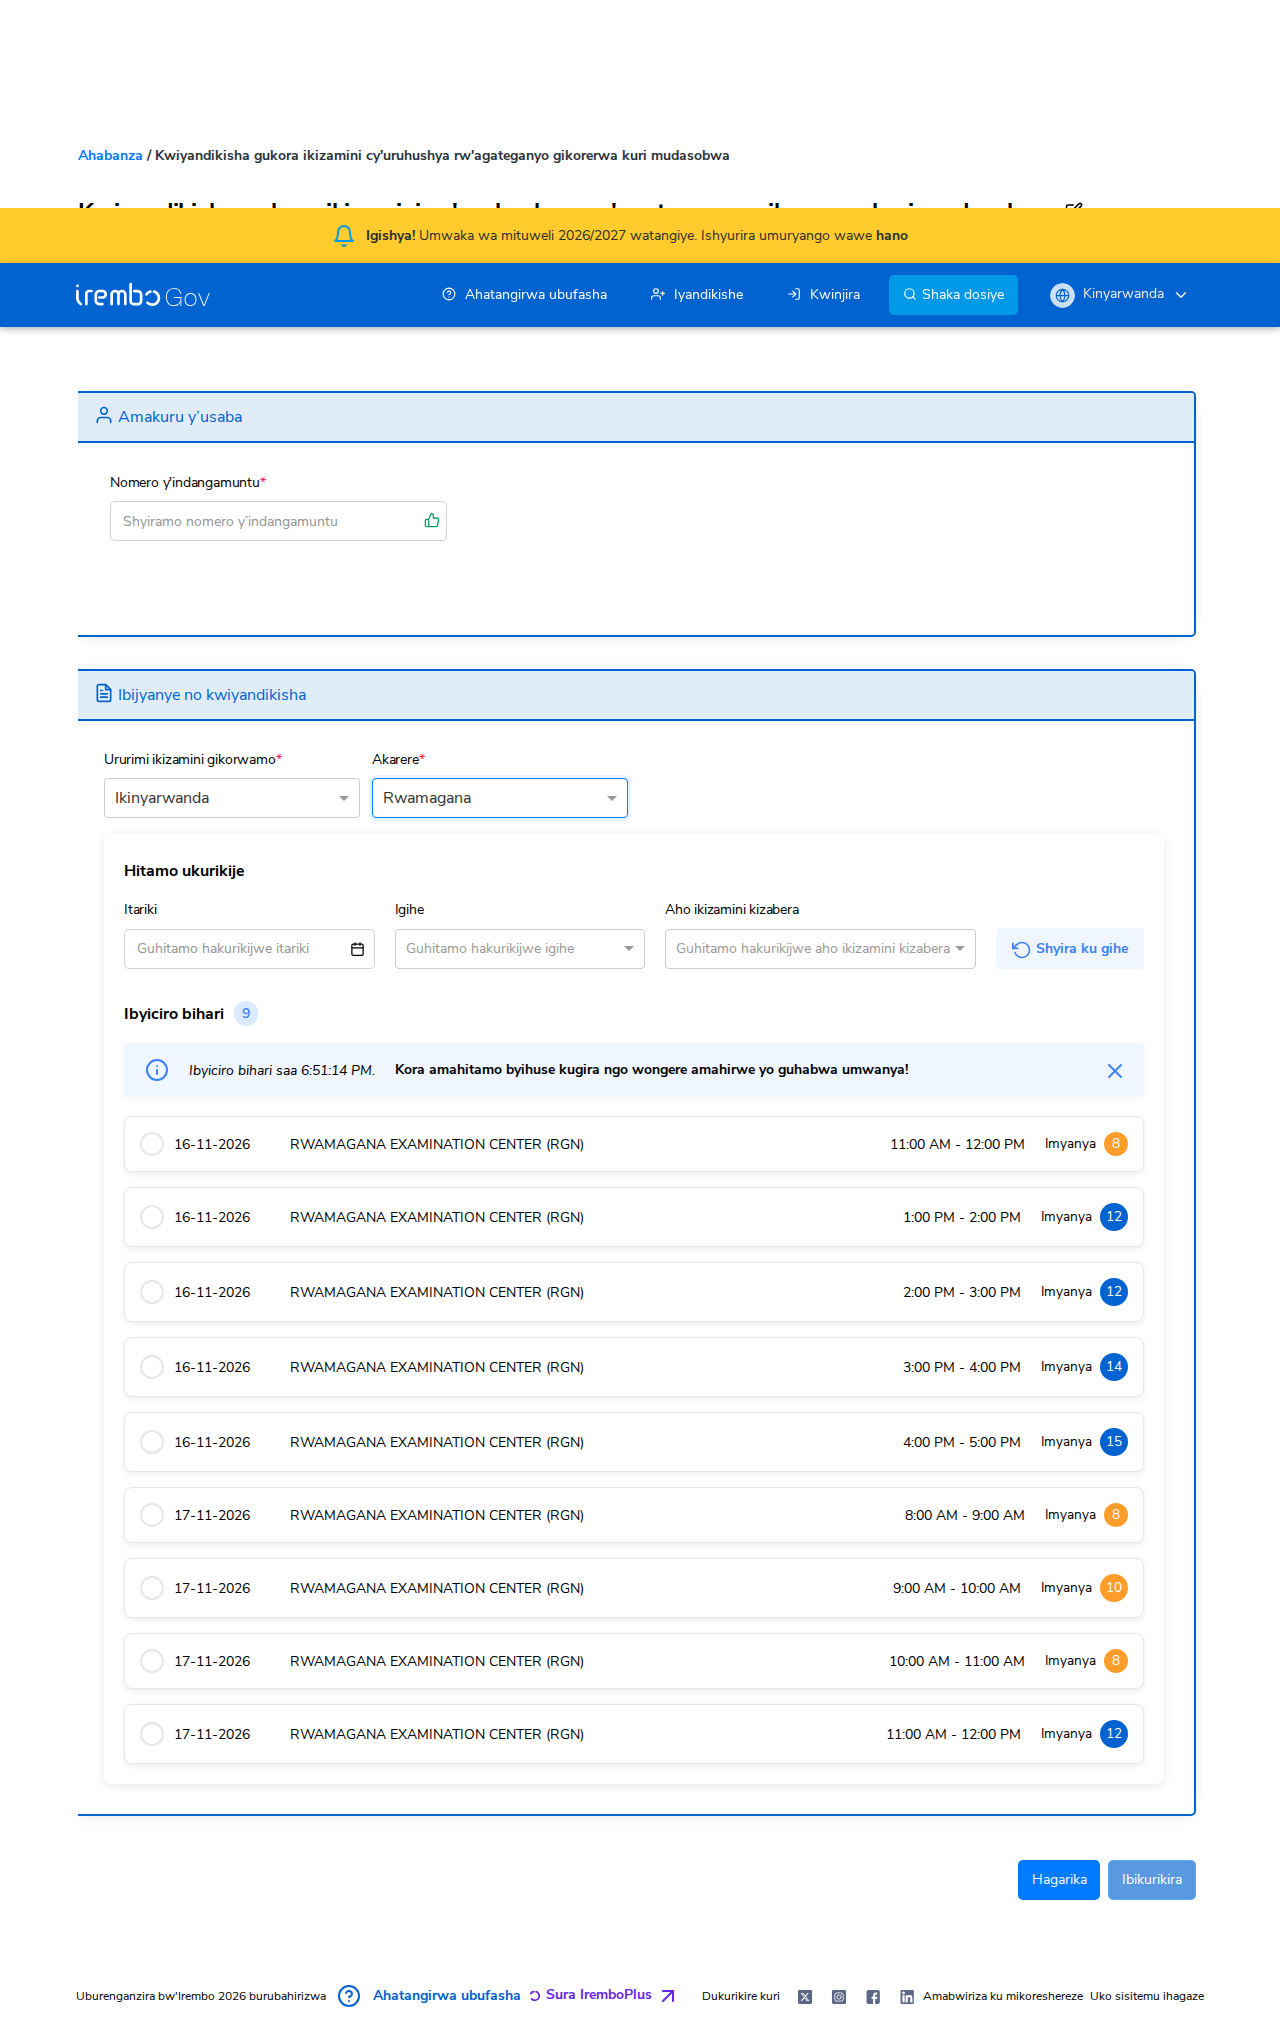 Ahabanza / Kwiyandikisha gukora ikizamini cy'uruhushya rw'agateganyo gikorerwa kuri mudasobwa
Igishya! Umwaka wa mituweli 2026/2027 watangiye. Ishyurira umuryango wawe hano
irembo Gov
Ahatangirwa ubufasha
Iyandikishe
Kwinjira
Shaka dosiye
Kinyarwanda
Amakuru y'usaba
Nomero y'indangamuntu*
Shyiramo nomero y'indangamuntu
Ibijyanye no kwiyandikisha
Ururimi ikizamini gikorwamo* Akarere*
Ikinyarwanda Rwamagana
Hitamo ukurikije
Itariki Igihe Aho ikizamini kizabera
Guhitamo hakurikijwe itariki Guhitamo hakurikijwe igihe Guhitamo hakurikijwe aho ikizamini kizabera Shyira ku gihe
Ibyiciro bihari 9
Ibyiciro bihari saa 6:51:14 PM. Kora amahitamo byihuse kugira ngo wongere amahirwe yo guhabwa umwanya!
16-11-2026 RWAMAGANA EXAMINATION CENTER (RGN) 11:00 AM - 12:00 PM Imyanya 8
16-11-2026 RWAMAGANA EXAMINATION CENTER (RGN) 1:00 PM - 2:00 PM Imyanya 12
16-11-2026 RWAMAGANA EXAMINATION CENTER (RGN) 2:00 PM - 3:00 PM Imyanya 12
16-11-2026 RWAMAGANA EXAMINATION CENTER (RGN) 3:00 PM - 4:00 PM Imyanya 14
16-11-2026 RWAMAGANA EXAMINATION CENTER (RGN) 4:00 PM - 5:00 PM Imyanya 15
17-11-2026 RWAMAGANA EXAMINATION CENTER (RGN) 8:00 AM - 9:00 AM Imyanya 8
17-11-2026 RWAMAGANA EXAMINATION CENTER (RGN) 9:00 AM - 10:00 AM Imyanya 10
17-11-2026 RWAMAGANA EXAMINATION CENTER (RGN) 10:00 AM - 11:00 AM Imyanya 8
17-11-2026 RWAMAGANA EXAMINATION CENTER (RGN) 11:00 AM - 12:00 PM Imyanya 12
Hagarika Ibikurikira
Uburenganzira bw'Irembo 2026 burubahirizwa Ahatangirwa ubufasha Sura IremboPlus Dukurikire kuri Amabwiriza ku mikoreshereze Uko sisitemu ihagaze